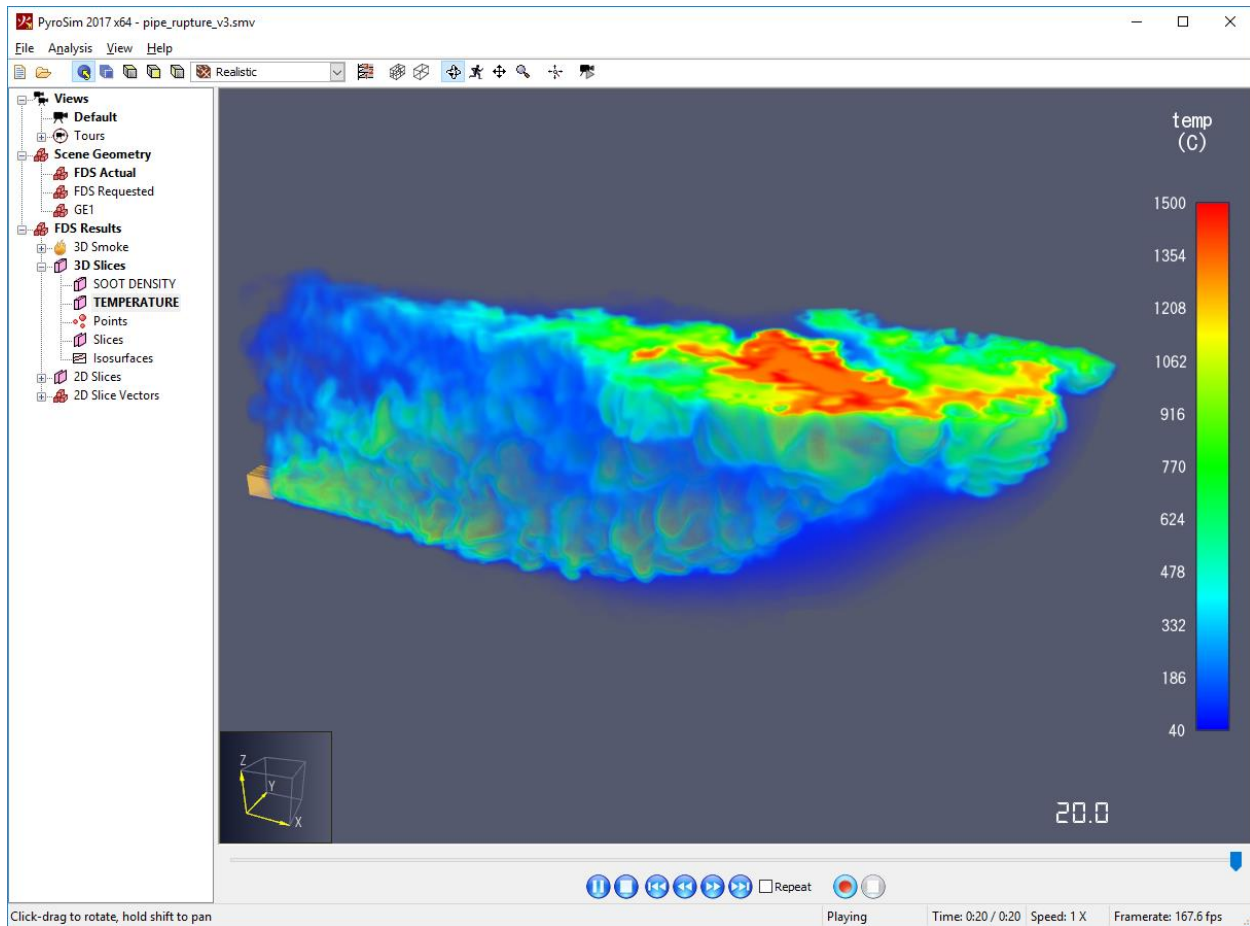 PyroSim 2017 x64 - pipe_rupture_v3.smv
File Analysis View Help
Realistic
Views
Default
Tours
Scene Geometry
FDS Actual
FDS Requested
GE1
FDS Results
3D Smoke
3D Slices
SOOT DENSITY
TEMPERATURE
Points
Slices
Isosurfaces
2D Slices
2D Slice Vectors
temp
(C)
1500
1354
1208
1062
916
770
624
478
332
186
40
Z
Y
X
20.0
Repeat
Click-drag to rotate, hold shift to pan Playing Time: 0:20 / 0:20 Speed: 1 X Framerate: 167.6 fps